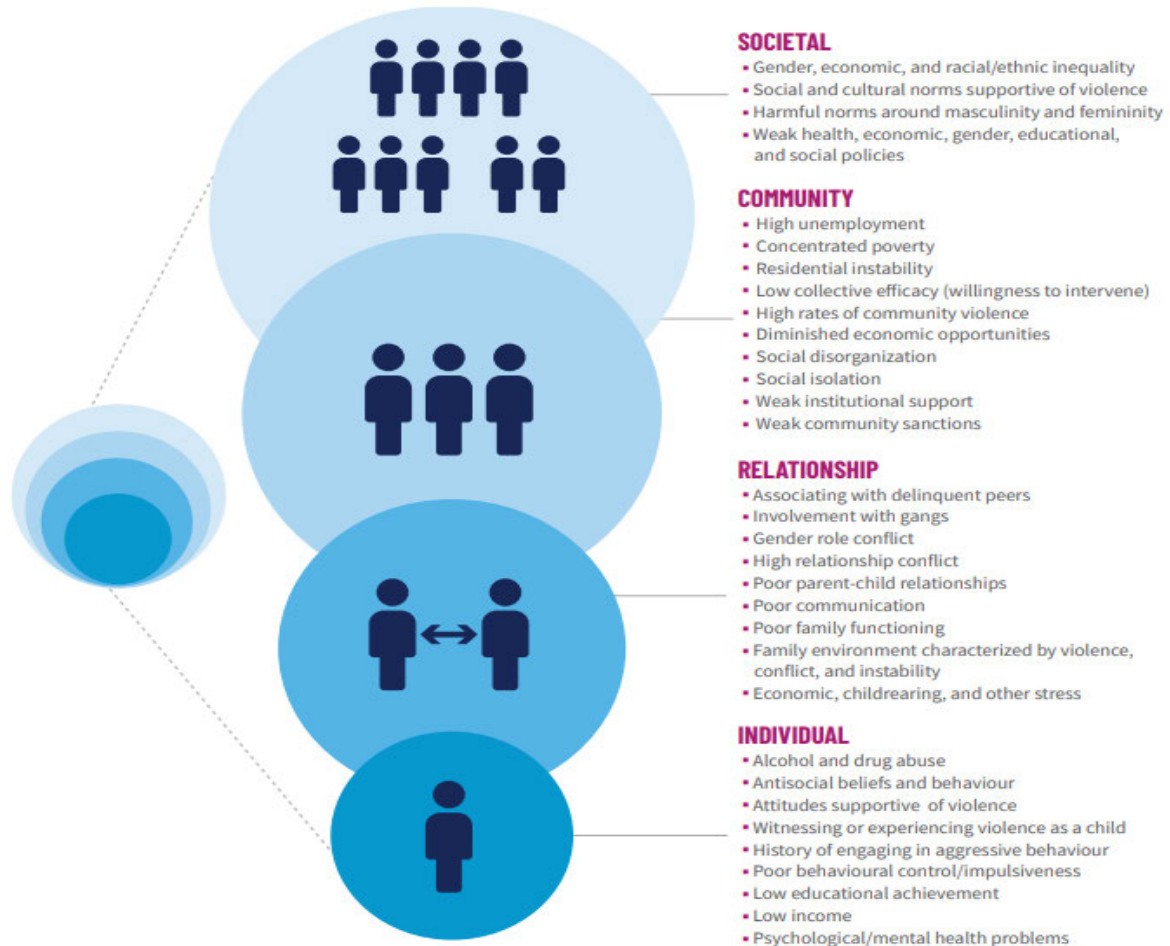 SOCIETAL
▪ Gender, economic, and racial/ethnic inequality
▪ Social and cultural norms supportive of violence
▪ Harmful norms around masculinity and femininity
▪ Weak health, economic, gender, educational,
and social policies
COMMUNITY
▪ High unemployment
▪ Concentrated poverty
▪ Residential instability
▪ Low collective efficacy (willingness to intervene)
▪ High rates of community violence
▪ Diminished economic opportunities
▪ Social disorganization
▪ Social isolation
▪ Weak institutional support
▪ Weak community sanctions
RELATIONSHIP
▪ Associating with delinquent peers
▪ Involvement with gangs
▪ Gender role conflict
▪ High relationship conflict
▪ Poor parent-child relationships
▪ Poor communication
▪ Poor family functioning
▪ Family environment characterized by violence,
conflict, and instability
▪ Economic, childrearing, and other stress
INDIVIDUAL
▪ Alcohol and drug abuse
▪ Antisocial beliefs and behaviour
▪ Attitudes supportive of violence
▪ Witnessing or experiencing violence as a child
▪ History of engaging in aggressive behaviour
▪ Poor behavioural control/impulsiveness
▪ Low educational achievement
▪ Low income
▪ Psychological/mental health problems